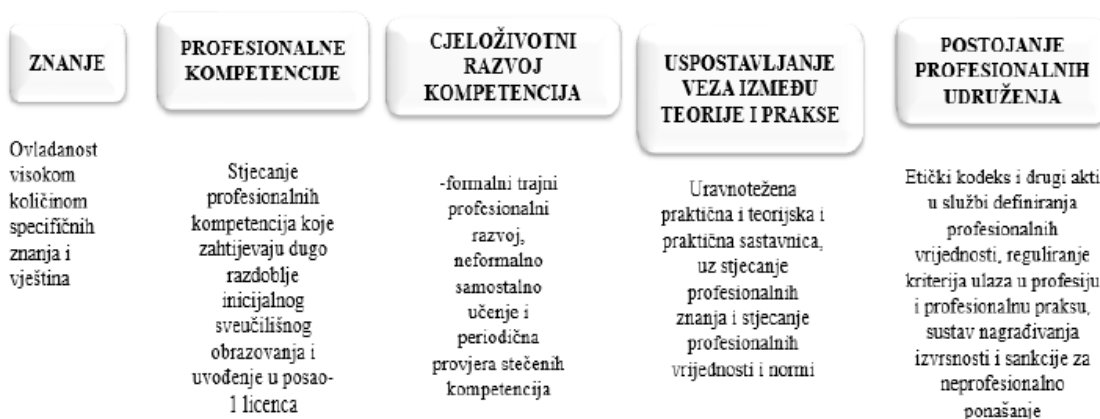 ZNANJE
Ovladanost
visokom
količinom
specifičnih
znanja i
vještina
PROFESIONALNE
KOMPETENCIJE
Stjecanje
profesionalnih
kompetencija koje
zahtijevaju dugo
razdoblje
inicijalnog
sveučilišnog
obrazovanja i
uvođenje u posao-
1 licenca
CJELOŽIVOTNI
RAZVOJ
KOMPETENCIJA
-formalni trajni
profesionalni
razvoj,
neformalno
samostalno
učenje i
periodična
provjera stečenih
kompetencija
USPOSTAVLJANJE
VEZA IZMEĐU
TEORIJE I PRAKSE
Uravnotežena
praktična i teorijska i
praktična sastavnica,
uz stjecanje
profesionalnih
znanja i stjecanje
profesionalnih
vrijednosti i normi
POSTOJANJE
PROFESIONALNIH
UDRUŽENJA
Etički kodeks i drugi akti
u službi definiranja
profesionalnih
vrijednosti, reguliranje
kriterija ulaza u profesiju
i profesionalnu praksu,
sustav nagrađivanja
izvrsnosti i sankcije za
neprofesionalno
ponašanje